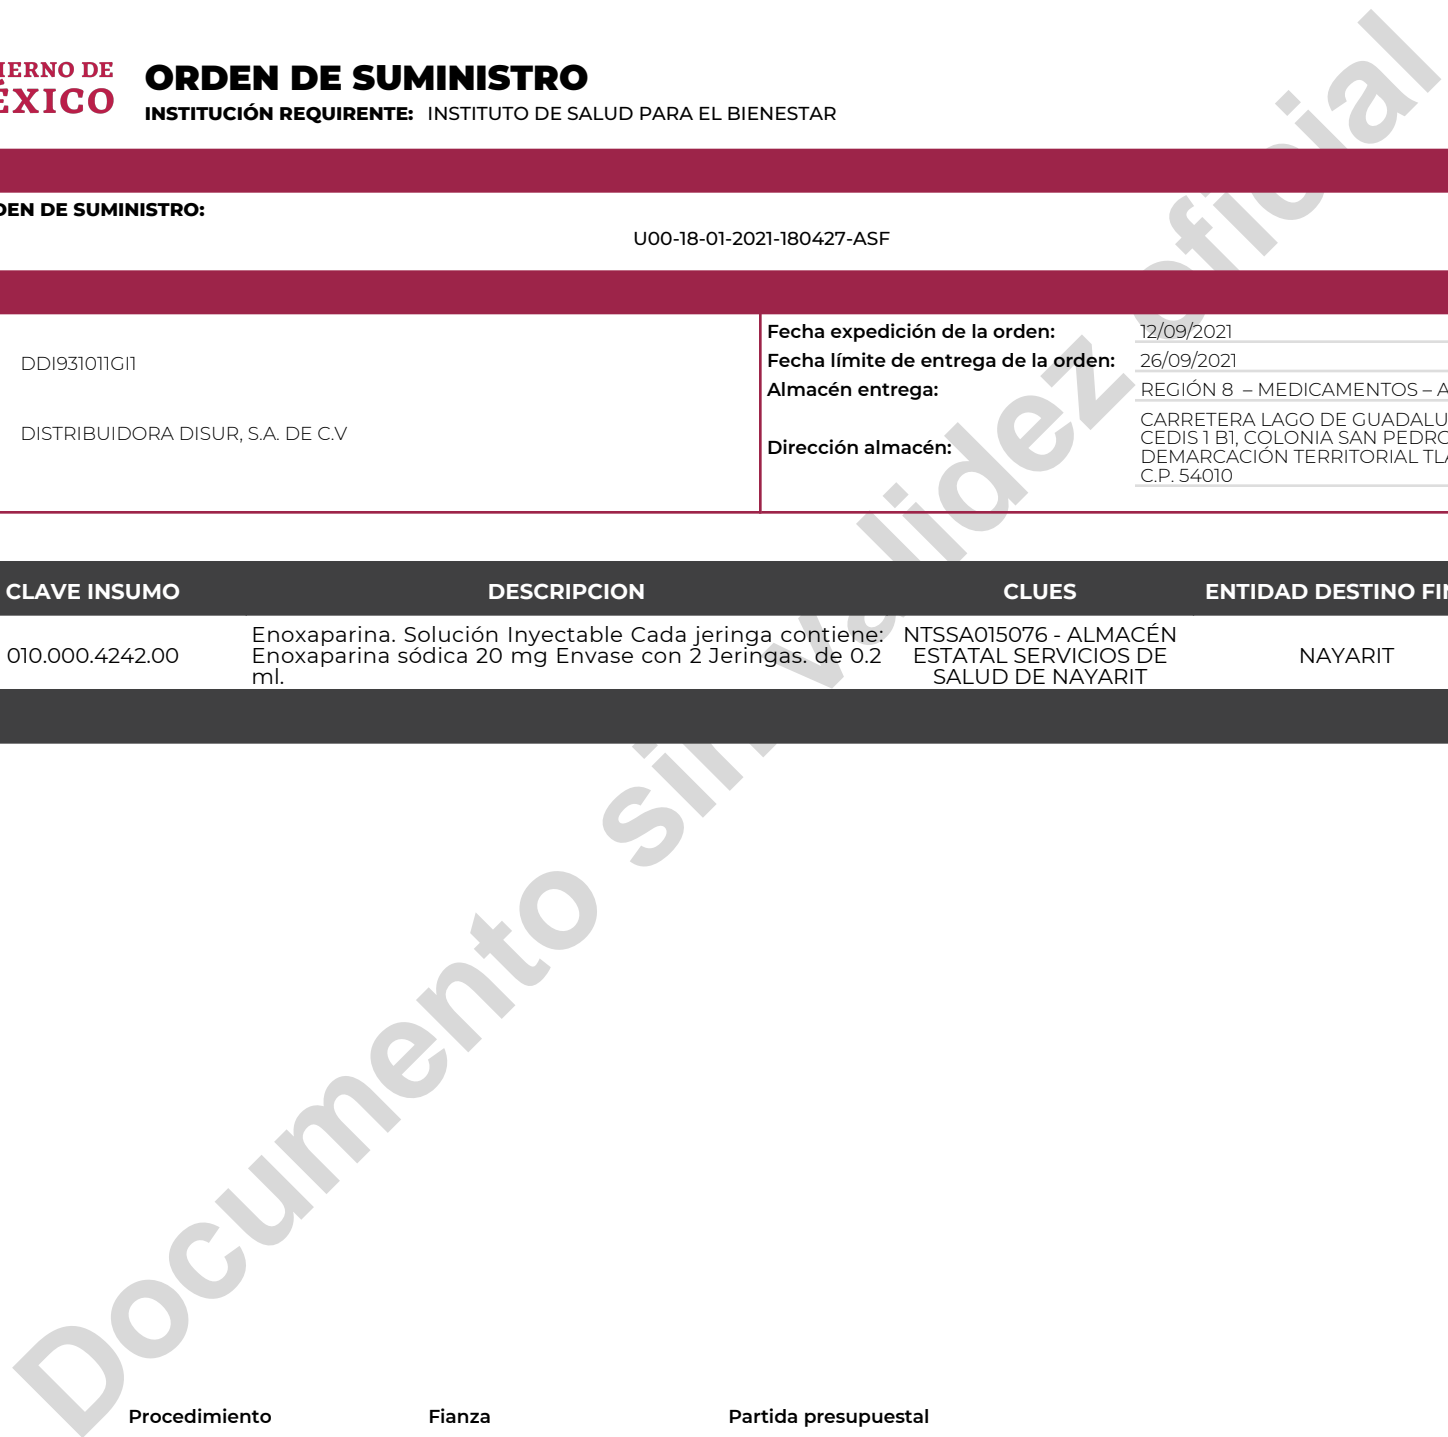 ORDEN DE SUMINISTRO
INSTITUCIÓN REQUIRENTE: INSTITUTO DE SALUD PARA EL BIENESTAR
IERNO DE
ÉXICO
DEN DE SUMINISTRO:
U00-18-01-2021-180427-ASF
DDI931011GI1
DISTRIBUIDORA DISUR, S.A. DE C.V
Fecha expedición de la orden: 12/09/2021
Fecha límite de entrega de la orden: 26/09/2021
Almacén entrega: REGIÓN 8 – MEDICAMENTOS – A
Dirección almacén:
CARRETERA LAGO DE GUADALU
CEDIS 1 B1, COLONIA SAN PEDRO
DEMARCACIÓN TERRITORIAL TLA
C.P. 54010
CLAVE INSUMO DESCRIPCION CLUES ENTIDAD DESTINO FIN
010.000.4242.00
Enoxaparina. Solución Inyectable Cada jeringa contiene:
Enoxaparina sódica 20 mg Envase con 2 Jeringas. de 0.2
ml.
NTSSA015076 - ALMACÉN
ESTATAL SERVICIOS DE
SALUD DE NAYARIT
NAYARIT
Documento sin validez oficial
Procedimiento Fianza Partida presupuestal